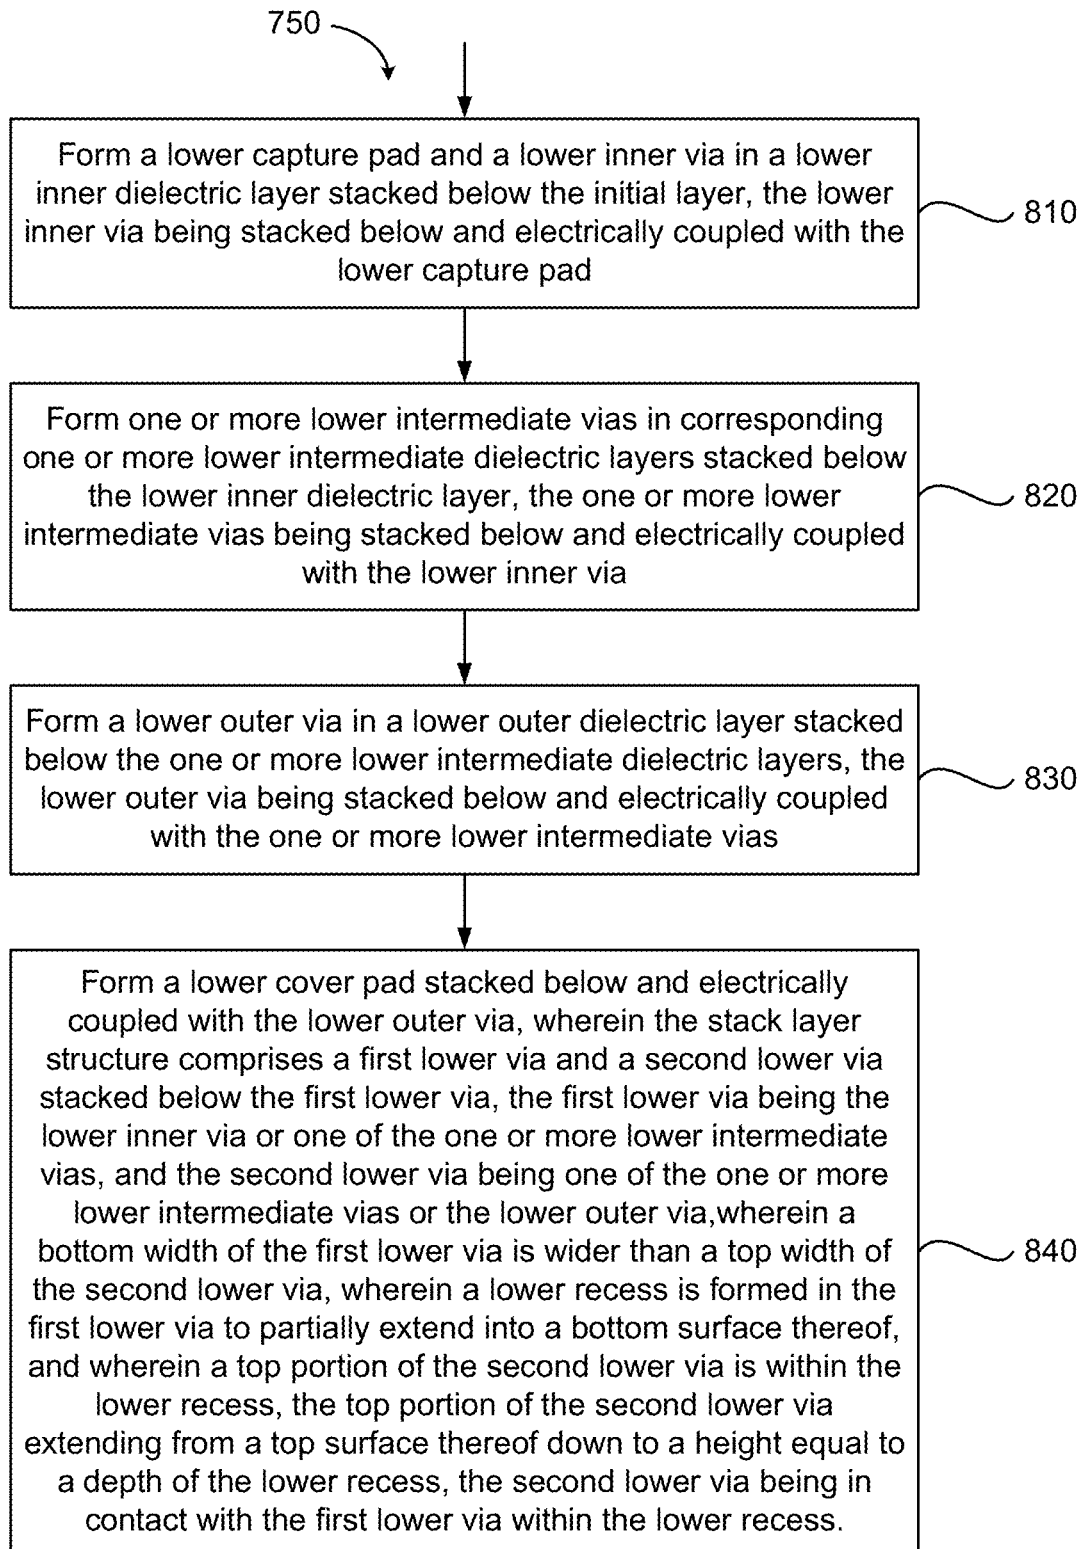 750
Form a lower capture pad and a lower inner via in a lower
inner dielectric layer stacked below the initial layer, the lower
inner via being stacked below and electrically coupled with the
lower capture pad
810
Form one or more lower intermediate vias in corresponding
one or more lower intermediate dielectric layers stacked below
the lower inner dielectric layer, the one or more lower
intermediate vias being stacked below and electrically coupled
with the lower inner via
820
Form a lower outer via in a lower outer dielectric layer stacked
below the one or more lower intermediate dielectric layers, the
lower outer via being stacked below and electrically coupled
with the one or more lower intermediate vias
830
Form a lower cover pad stacked below and electrically
coupled with the lower outer via, wherein the stack layer
structure comprises a first lower via and a second lower via
stacked below the first lower via, the first lower via being the
lower inner via or one of the one or more lower intermediate
vias, and the second lower via being one of the one or more
lower intermediate vias or the lower outer via,wherein a
bottom width of the first lower via is wider than a top width of
the second lower via, wherein a lower recess is formed in the
first lower via to partially extend into a bottom surface thereof,
and wherein a top portion of the second lower via is within the
lower recess, the top portion of the second lower via
extending from a top surface thereof down to a height equal to
a depth of the lower recess, the second lower via being in
contact with the first lower via within the lower recess.
840